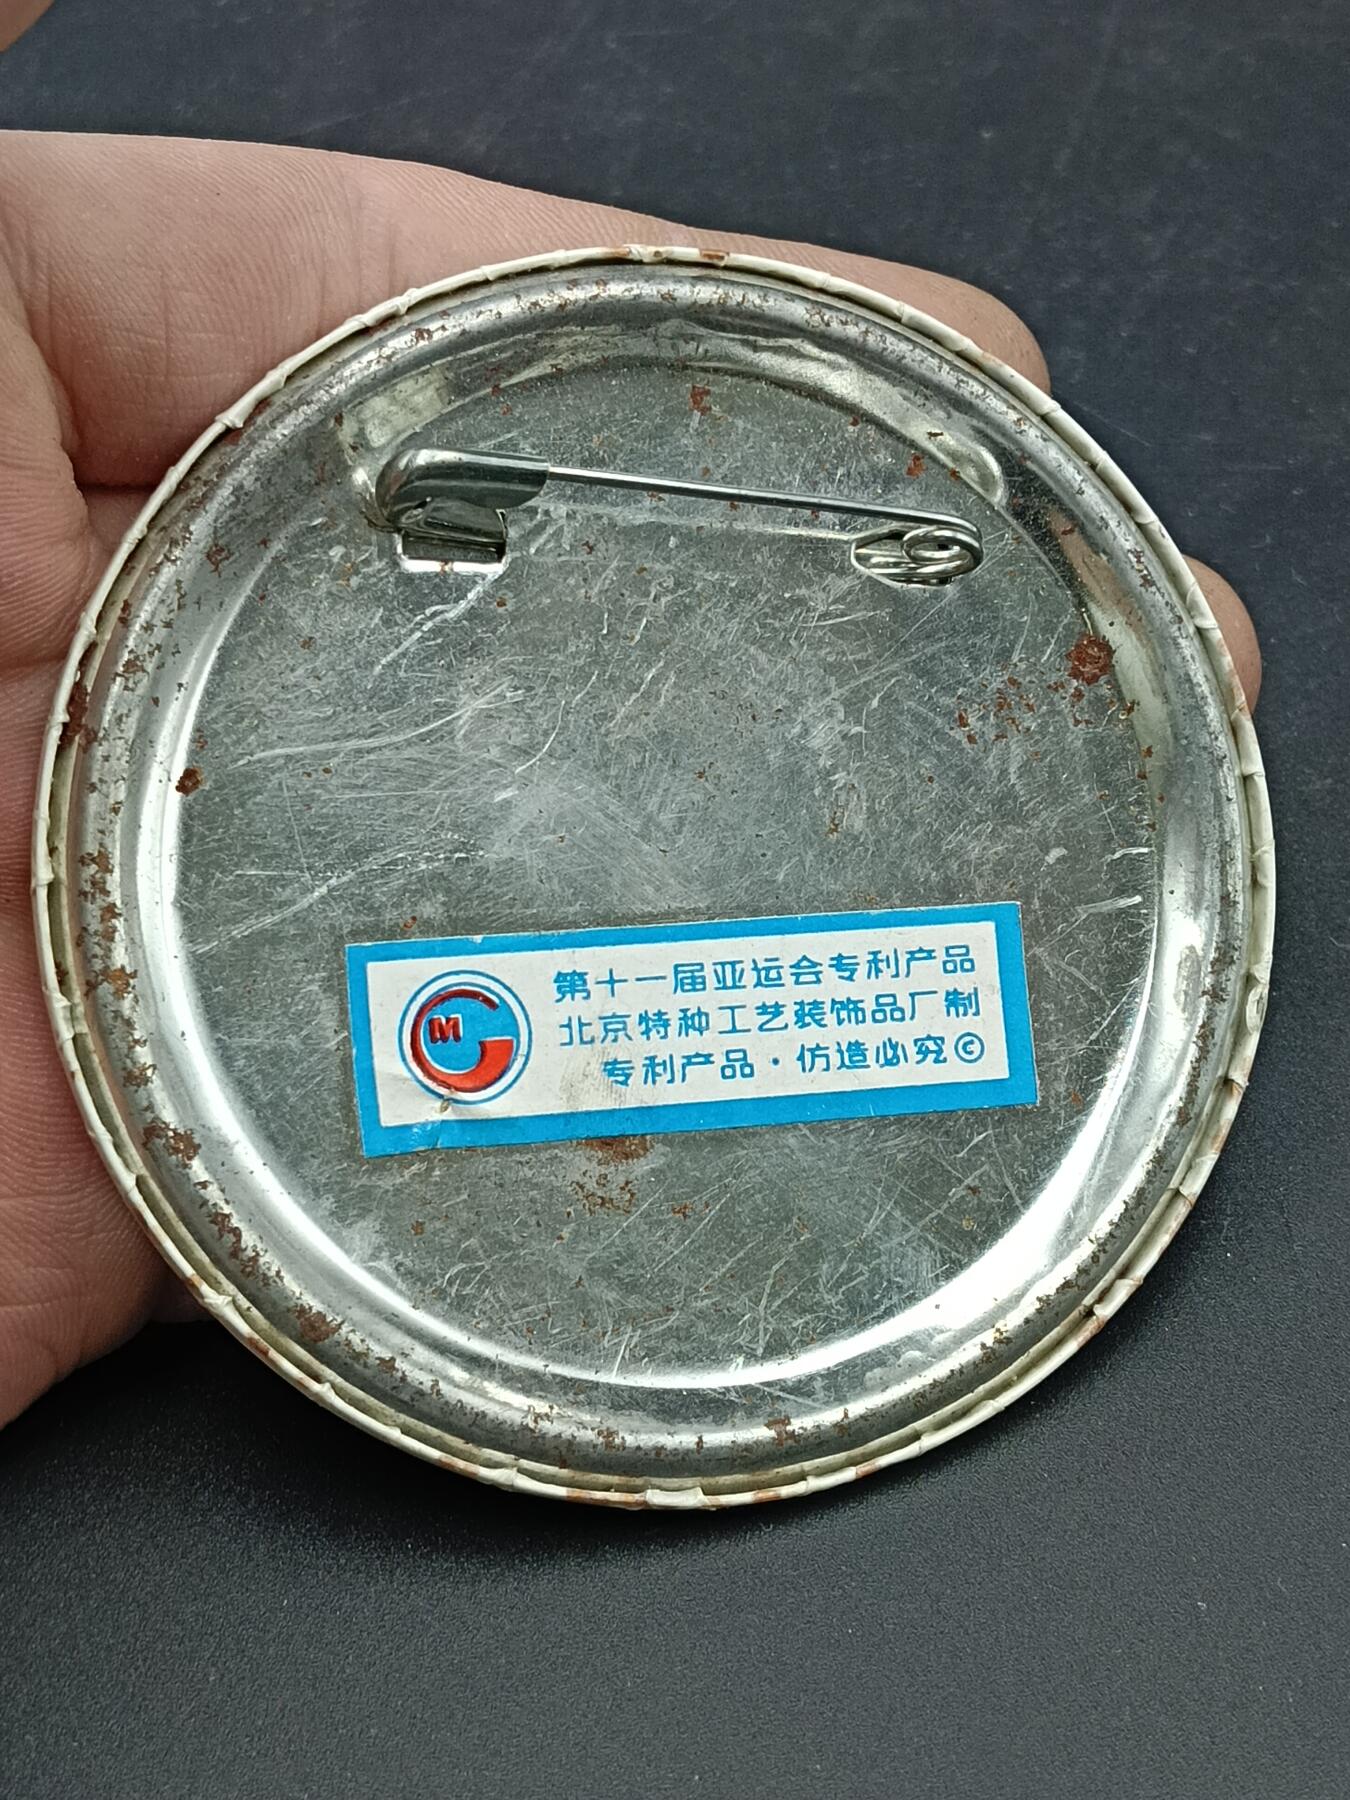 M
第十一届亚运会专利产品
北京特种工艺装饰品厂制
专利产品·仿造必究©